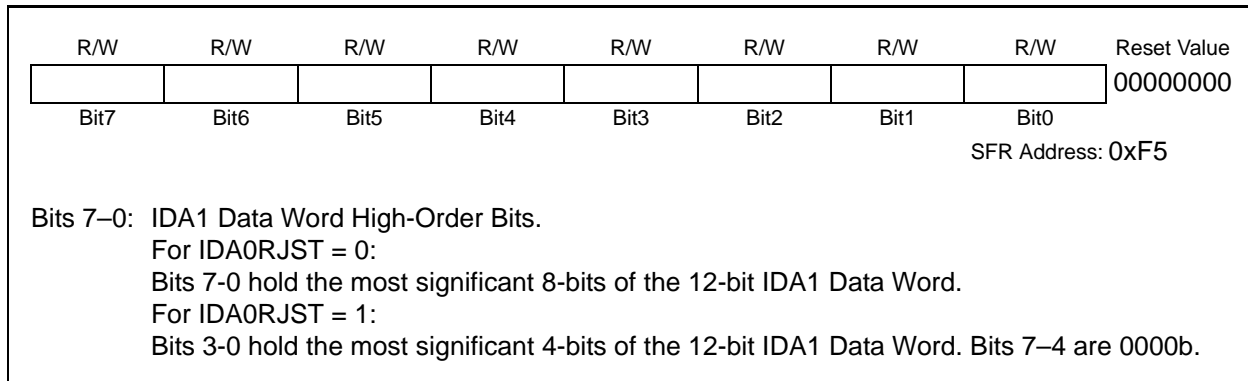 R/W R/W R/W R/W R/W R/W R/W R/W Reset Value
00000000
Bit7 Bit6 Bit5 Bit4 Bit3 Bit2 Bit1 Bit0
SFR Address: 0xF5
Bits 7–0: IDA1 Data Word High-Order Bits.
For IDA0RJST = 0:
Bits 7-0 hold the most significant 8-bits of the 12-bit IDA1 Data Word.
For IDA0RJST = 1:
Bits 3-0 hold the most significant 4-bits of the 12-bit IDA1 Data Word. Bits 7–4 are 0000b.